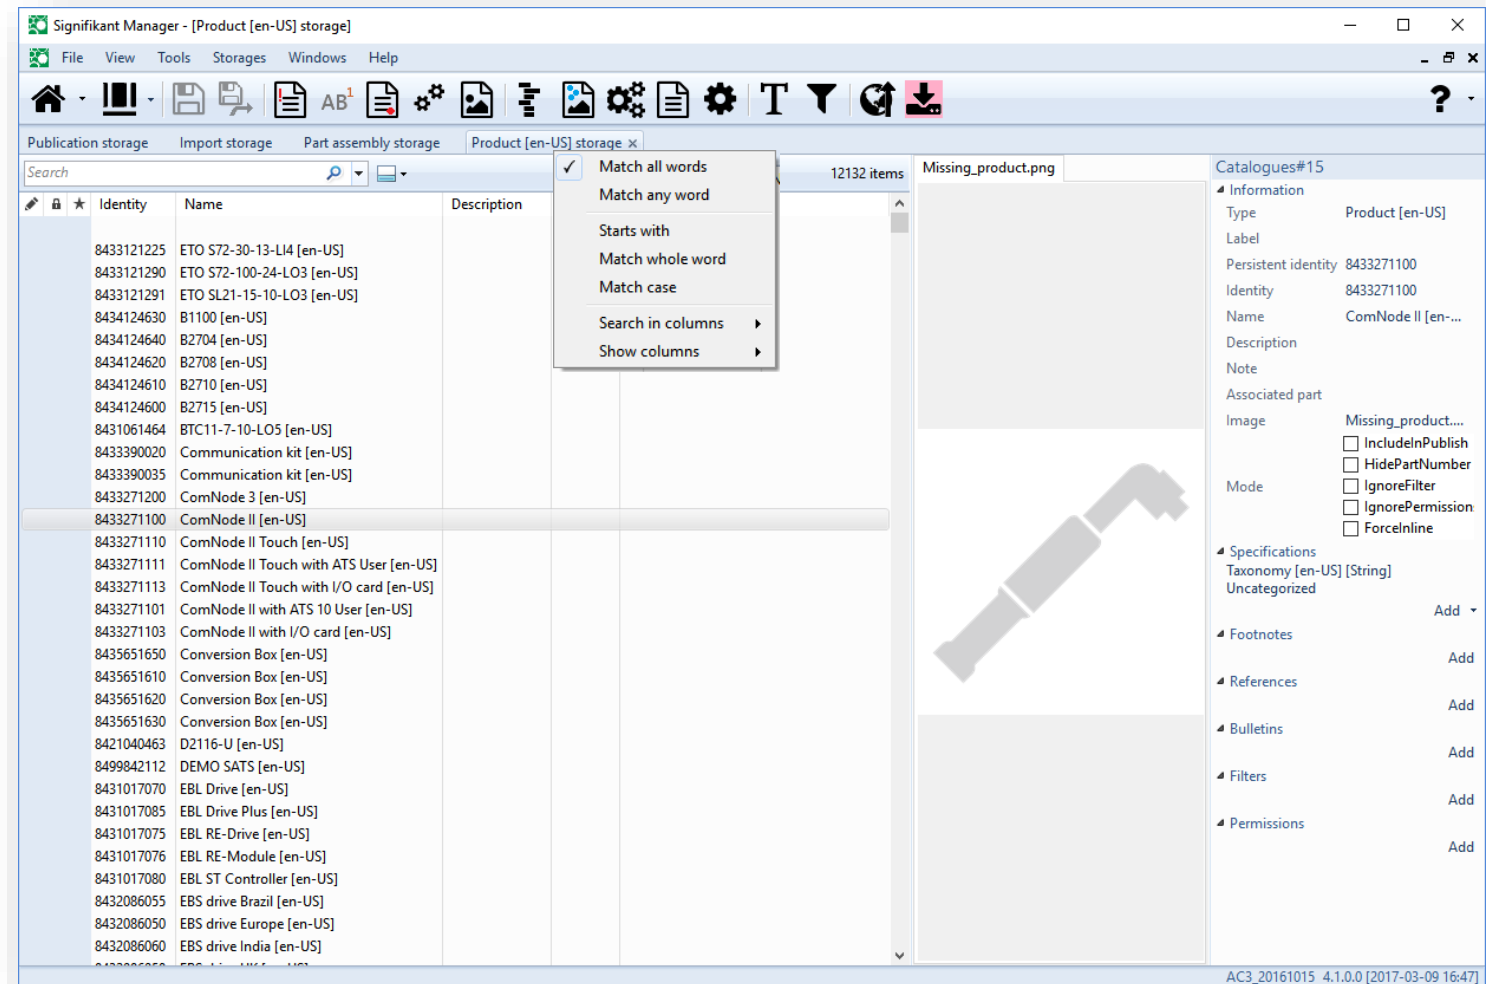 Signifikant Manager - [Product [en-US] storage]
File View Tools Storages Windows Help
AB1
T
?
Publication storage Import storage Part assembly storage Product [en-US] storage
Search 12132 items
Identity Name Description
8433121225 ETO S72-30-13-LI4 [en-US]
8433121290 ETO S72-100-24-LO3 [en-US]
8433121291 ETO SL21-15-10-LO3 [en-US]
8434124630 B1100 [en-US]
8434124640 B2704 [en-US]
8434124620 B2708 [en-US]
8434124610 B2710 [en-US]
8434124600 B2715 [en-US]
8431061464 BTC11-7-10-LO5 [en-US]
8433390020 Communication kit [en-US]
8433390035 Communication kit [en-US]
8433271200 ComNode 3 [en-US]
8433271100 ComNode II [en-US]
8433271110 ComNode II Touch [en-US]
8433271111 ComNode II Touch with ATS User [en-US]
8433271113 ComNode II Touch with I/O card [en-US]
8433271101 ComNode II with ATS 10 User [en-US]
8433271103 ComNode II with I/O card [en-US]
8435651650 Conversion Box [en-US]
8435651610 Conversion Box [en-US]
8435651620 Conversion Box [en-US]
8435651630 Conversion Box [en-US]
8421040463 D2116-U [en-US]
8499842112 DEMO SATS [en-US]
8431017070 EBL Drive [en-US]
8431017085 EBL Drive Plus [en-US]
8431017075 EBL RE-Drive [en-US]
8431017076 EBL RE-Module [en-US]
8431017080 EBL ST Controller [en-US]
8432086055 EBS drive Brazil [en-US]
8432086050 EBS drive Europe [en-US]
8432086060 EBS drive India [en-US]
Match all words
Match any word
Starts with
Match whole word
Match case
Search in columns
Show columns
Missing_product.png
Catalogues#15
Information
Type Product [en-US]
Label
Persistent identity 8433271100
Identity 8433271100
Name ComNode II [en-...
Description
Note
Associated part
Image Missing_product....
IncludeInPublish
HidePartNumber
Mode IgnoreFilter
IgnorePermission
ForceInline
Specifications
Taxonomy [en-US] [String]
Uncategorized
Add
Footnotes
Add
References
Add
Bulletins
Add
Filters
Add
Permissions
Add
AC3_20161015 4.1.0.0 [2017-03-09 16:47]